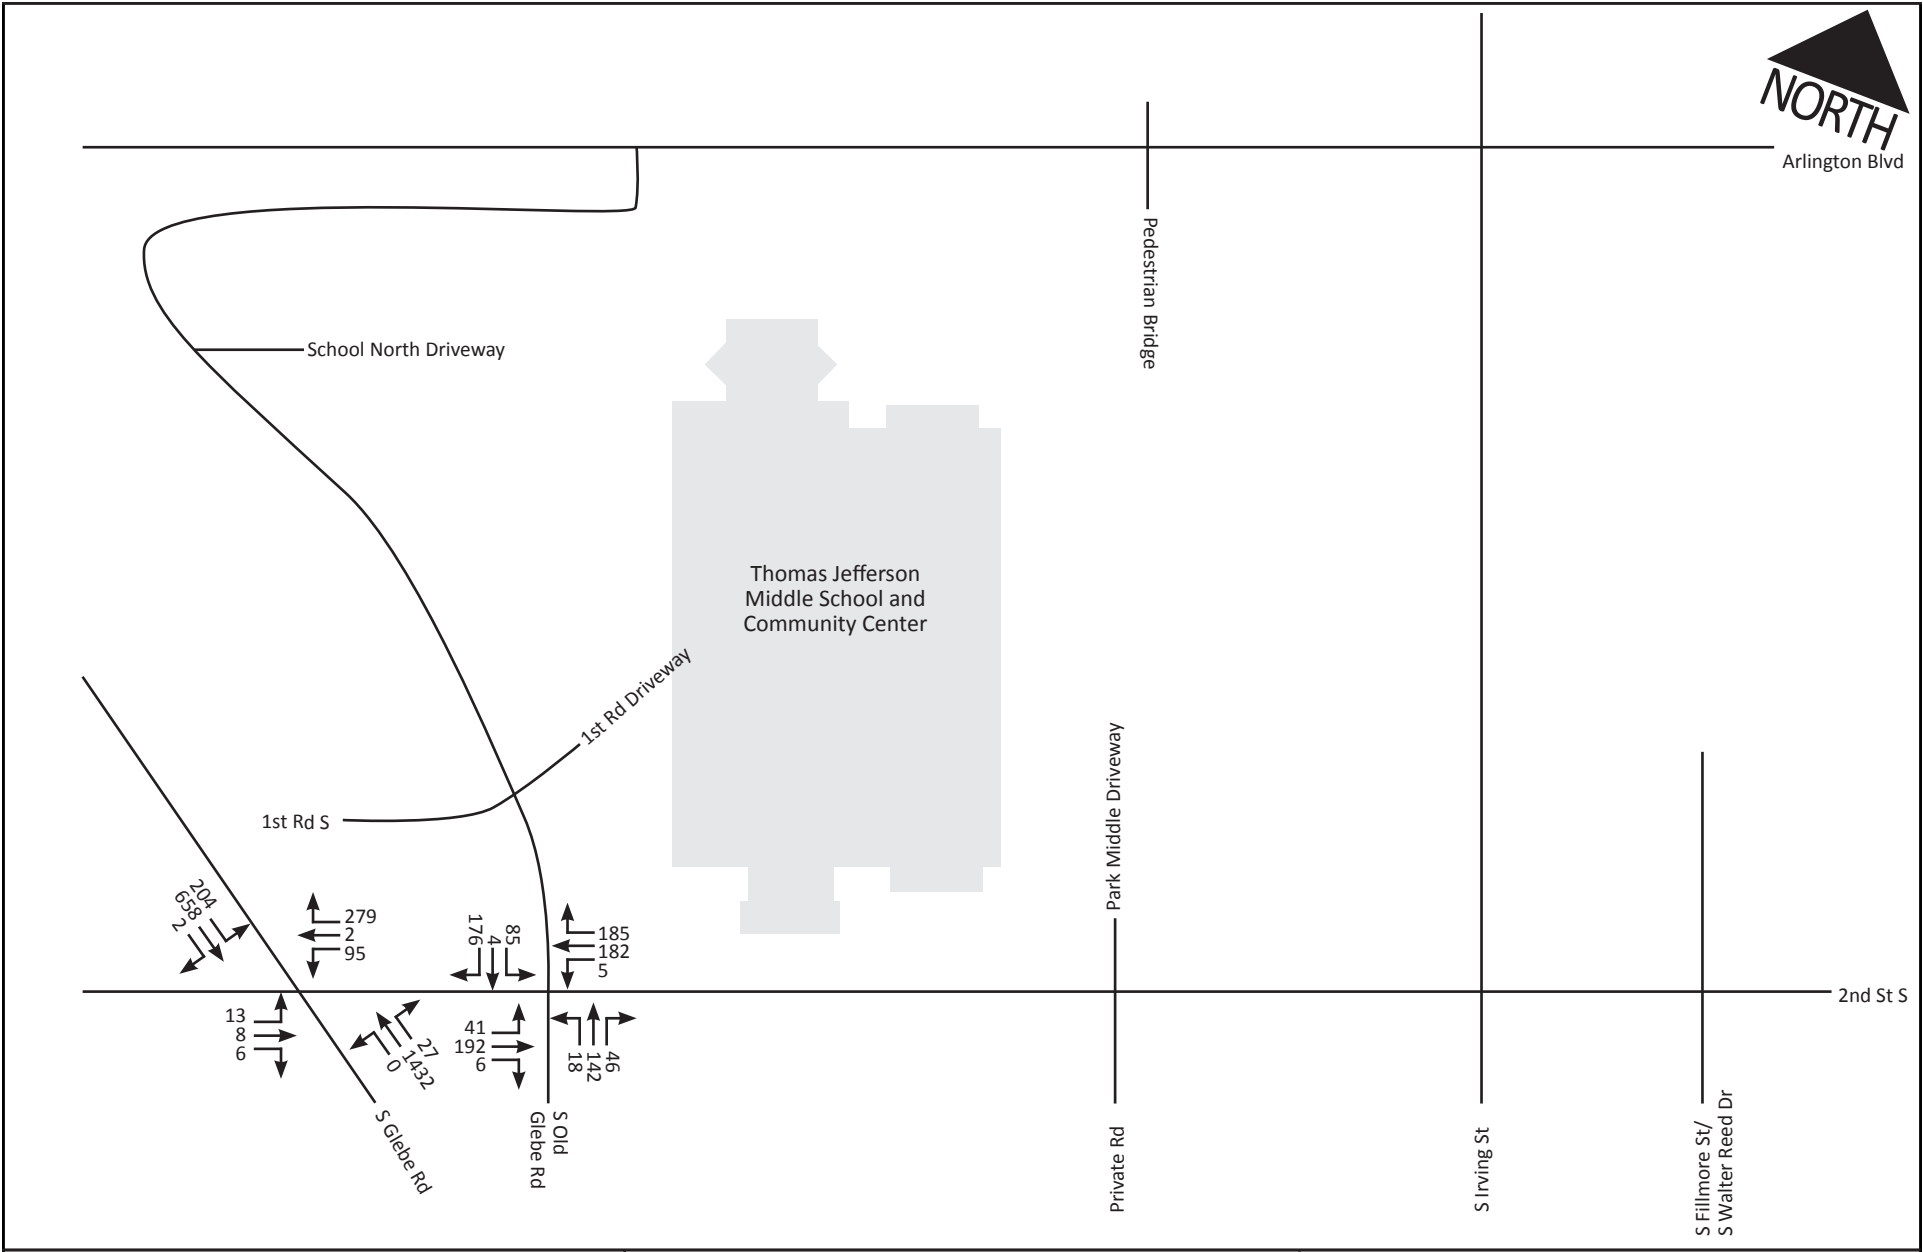 NORTH
Arlington Blvd
Pedestrian Bridge
School North Driveway
Thomas Jefferson
Middle School and
Community Center
1st Rd Driveway
1st Rd S
Park Middle Driveway
204
658
2
279
2
95
176
4
85
185
182
5
2nd St S
13
8
6
27
1432
0
41
192
6
18
142
46
S Glebe Rd
S Old
Glebe Rd
Private Rd
S Irving St
S Fillmore St/
S Walter Reed Dr